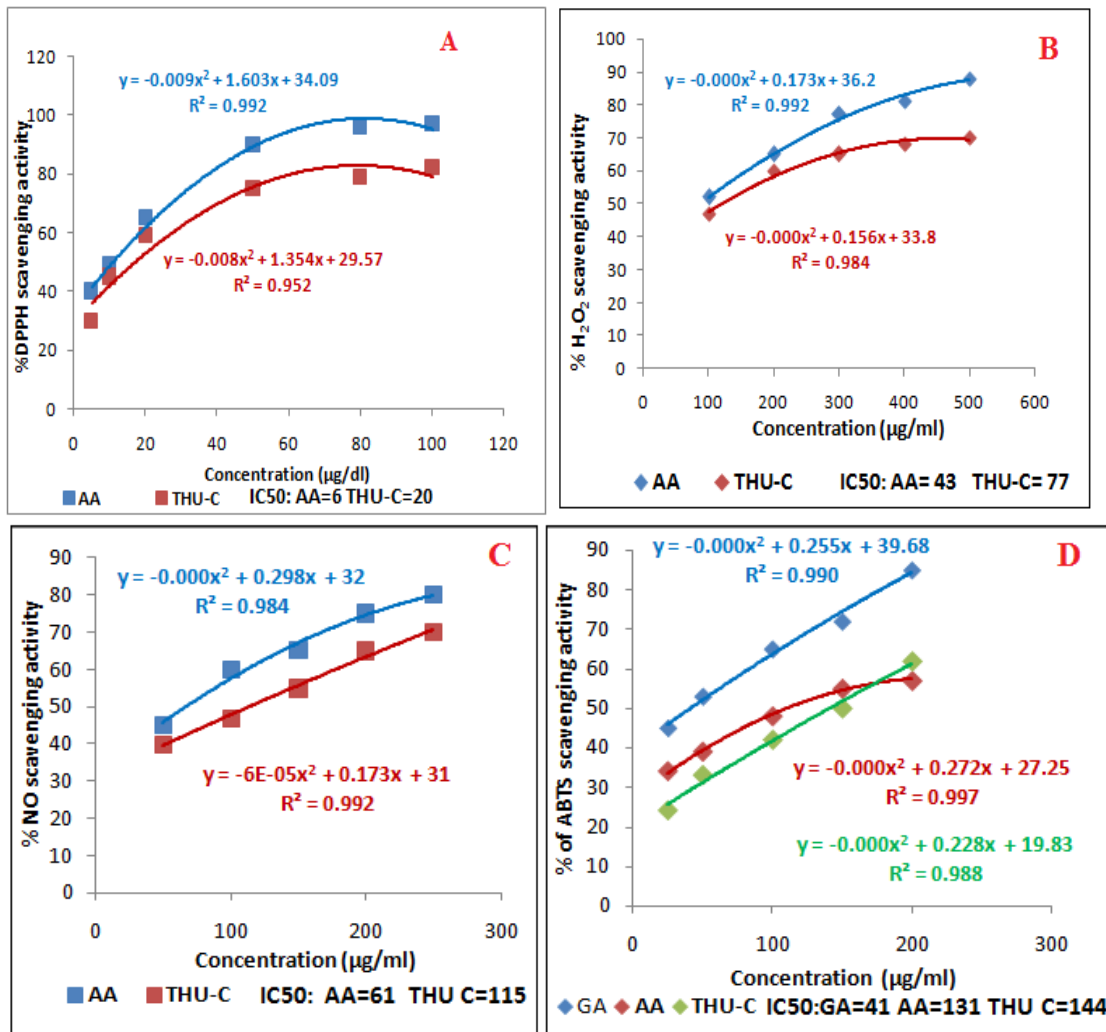 A
120
100
80
60
40
20
0
%DPPH scavenging activity
y = -0.009x² + 1.603x + 34.09
R² = 0.992
y = -0.008x² + 1.354x + 29.57
R² = 0.952
0 20 40 60 80 100 120
Concentration (µg/dl)
AA THU-C IC50: AA=6 THU-C=20
B
100
90
80
70
60
50
40
30
20
10
0
% H₂O₂ scavenging activity
y = -0.000x² + 0.173x + 36.2
R² = 0.992
y = -0.000x² + 0.156x + 33.8
R² = 0.984
0 100 200 300 400 500 600
Concentration (µg/ml)
AA THU-C IC50: AA= 43 THU-C= 77
C
90
80
70
60
50
40
30
20
10
0
% NO scavenging activity
y = -0.000x² + 0.298x + 32
R² = 0.984
y = -6E-05x² + 0.173x + 31
R² = 0.992
0 100 200 300
Concentration (µg/ml)
AA THU-C IC50: AA=61 THU C=115
D
90
80
70
60
50
40
30
20
10
0
% of ABTS scavenging activity
y = -0.000x² + 0.255x + 39.68
R² = 0.990
y = -0.000x² + 0.272x + 27.25
R² = 0.997
y = -0.000x² + 0.228x + 19.83
R² = 0.988
0 100 200 300
Concentration (µg/ml)
GA AA THU-C IC50:GA=41 AA=131 THU C=144